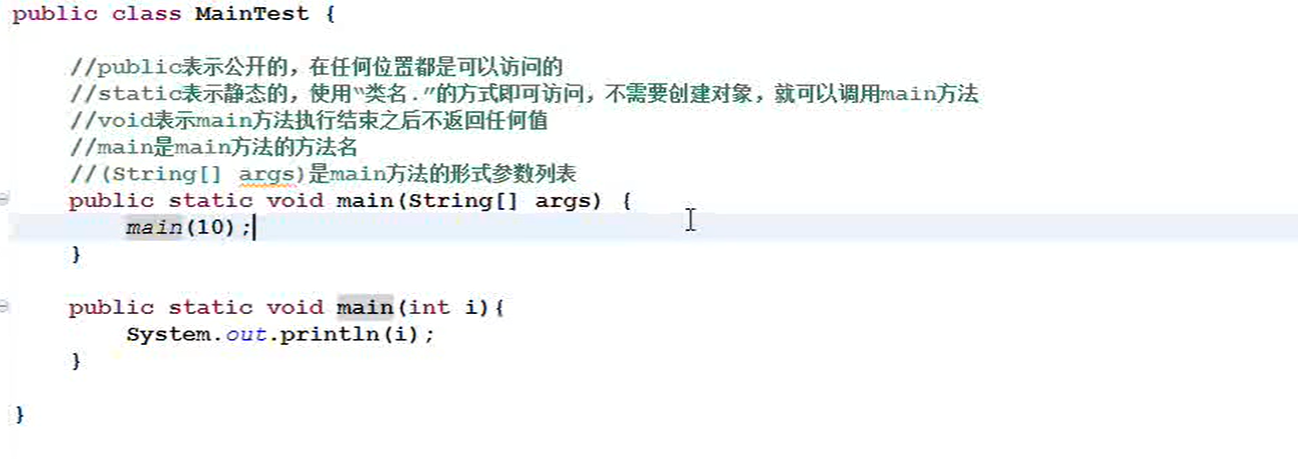 public class MainTest {
//public表示公开的，在任何位置都是可以访问的
//static表示静态的，使用“类名.”的方式即可访问，不需要创建对象，就可以调用main方法
//void表示main方法执行结束之后不返回任何值
//main是main方法的方法名
//(String[] args)是main方法的形式参数列表
public static void main(String[] args) {
main(10);
}
public static void main(int i){
System.out.println(i);
}
}